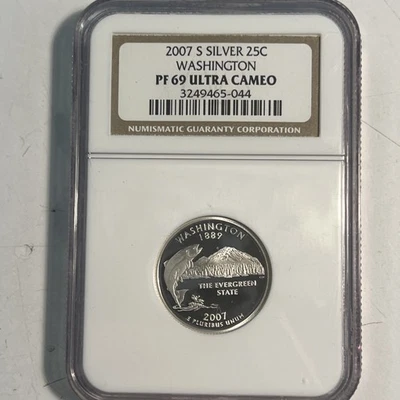 2007 S SILVER 25C
WASHINGTON
PF 69 ULTRA CAMEO
3249465-044
NUMISMATIC GUARANTY CORPORATION
WASHINGTON
1889
THE EVERGREEN
STATE
2007
E PLURIBUS UNUM